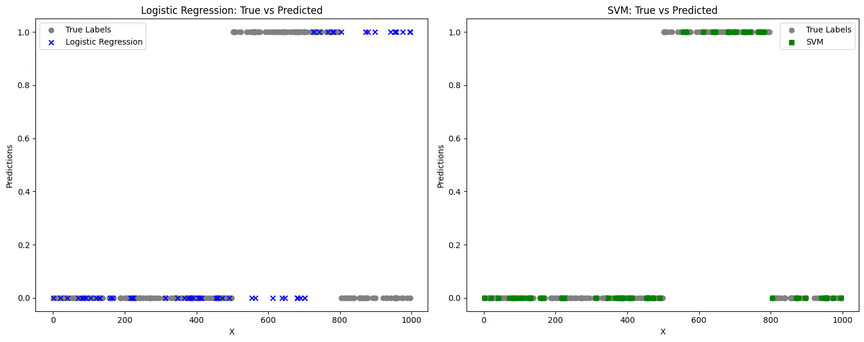 Logistic Regression: True vs Predicted
True Labels
Logistic Regression
Predictions
1.0
0.8
0.6
0.4
0.2
0.0
0
200
400
600
800
1000
X
SVM: True vs Predicted
True Labels
SVM
Predictions
1.0
0.8
0.6
0.4
0.2
0.0
0
200
400
600
800
1000
X